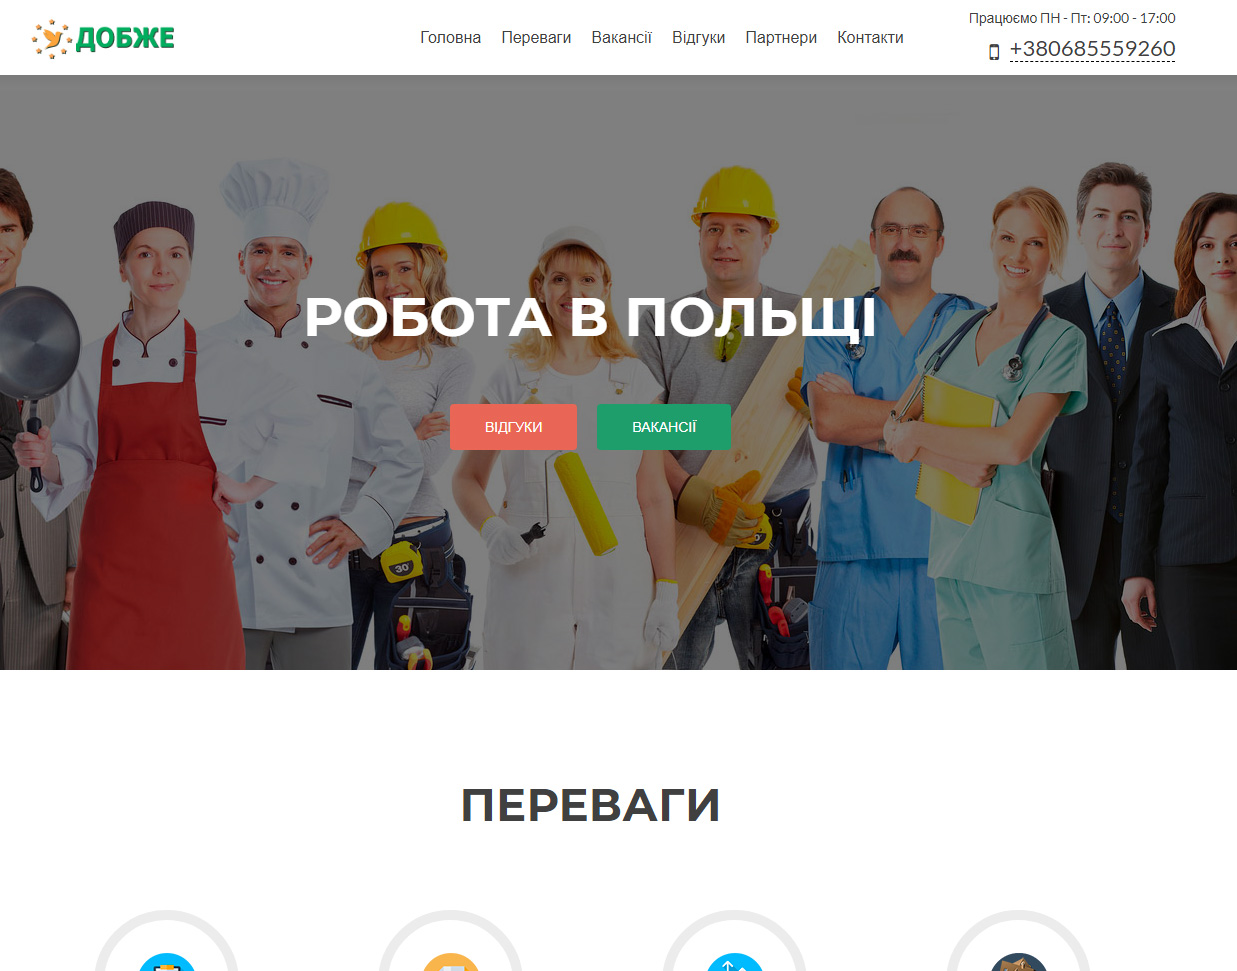 ДОБЖЕ
Головна Переваги Вакансії Відгуки Партнери Контакти
Працюємо ПН - Пт: 09:00 - 17:00
+380685559260
РОБОТА В ПОЛЬЩІ
ВІДГУКИ ВАКАНСІЇ
30'
ПЕРЕВАГИ